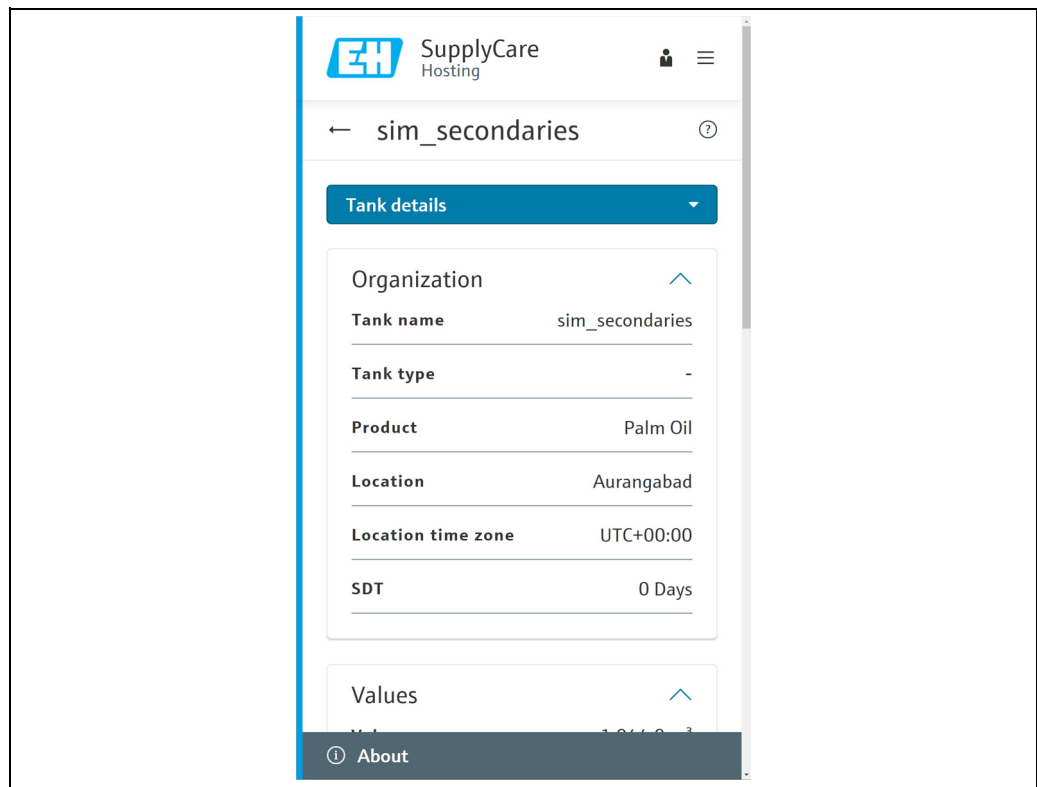 EH
SupplyCare
Hosting
← sim_secondaries ?
Tank details
Organization
Tank name sim_secondaries
Tank type -
Product Palm Oil
Location Aurangabad
Location time zone UTC+00:00
SDT 0 Days
Values
About